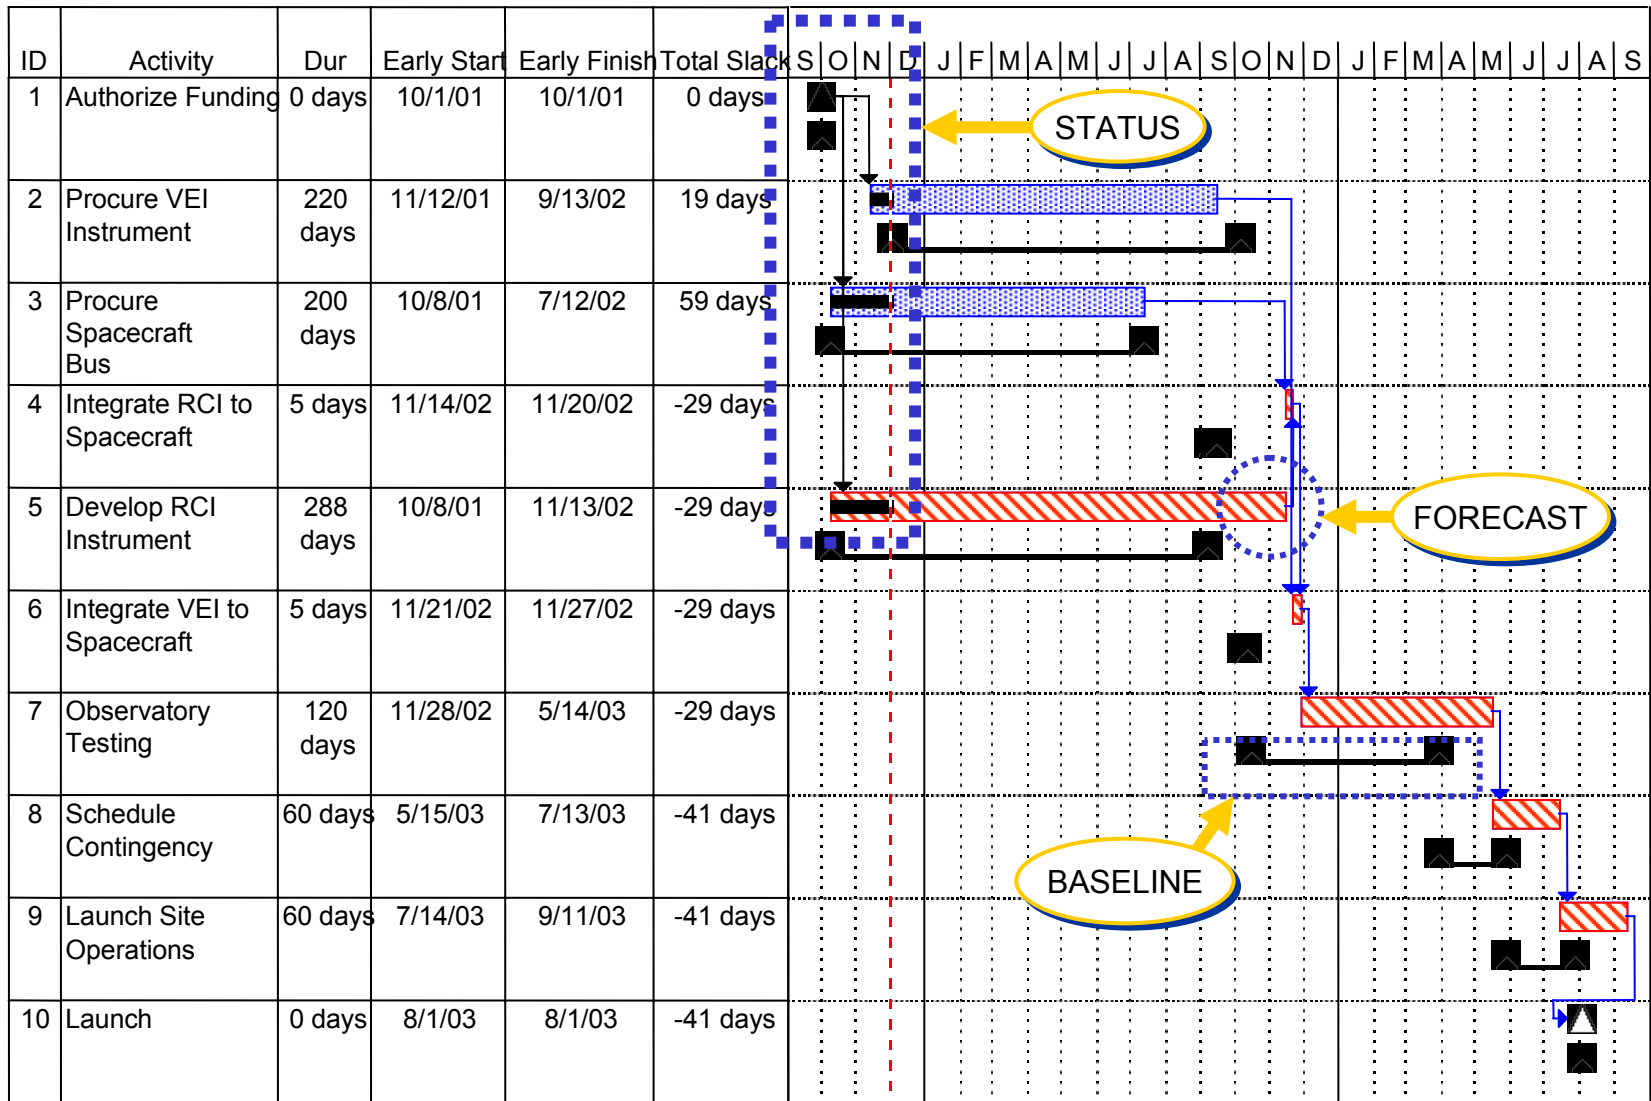 ID Activity Dur Early Start Early Finish Total Slack S O N D J F M A M J J A S O N D J F M A M J J A S
1 Authorize Funding 0 days 10/1/01 10/1/01 0 days
STATUS
2 Procure VEI 220 11/12/01 9/13/02 19 days
Instrument days
3 Procure 200 10/8/01 7/12/02 59 days
Spacecraft days
Bus
4 Integrate RCI to 5 days 11/14/02 11/20/02 -29 days
Spacecraft
5 Develop RCI 288 10/8/01 11/13/02 -29 days
Instrument days
FORECAST
6 Integrate VEI to 5 days 11/21/02 11/27/02 -29 days
Spacecraft
7 Observatory 120 11/28/02 5/14/03 -29 days
Testing days
8 Schedule 60 days 5/15/03 7/13/03 -41 days
Contingency
BASELINE
9 Launch Site 60 days 7/14/03 9/11/03 -41 days
Operations
10 Launch 0 days 8/1/03 8/1/03 -41 days